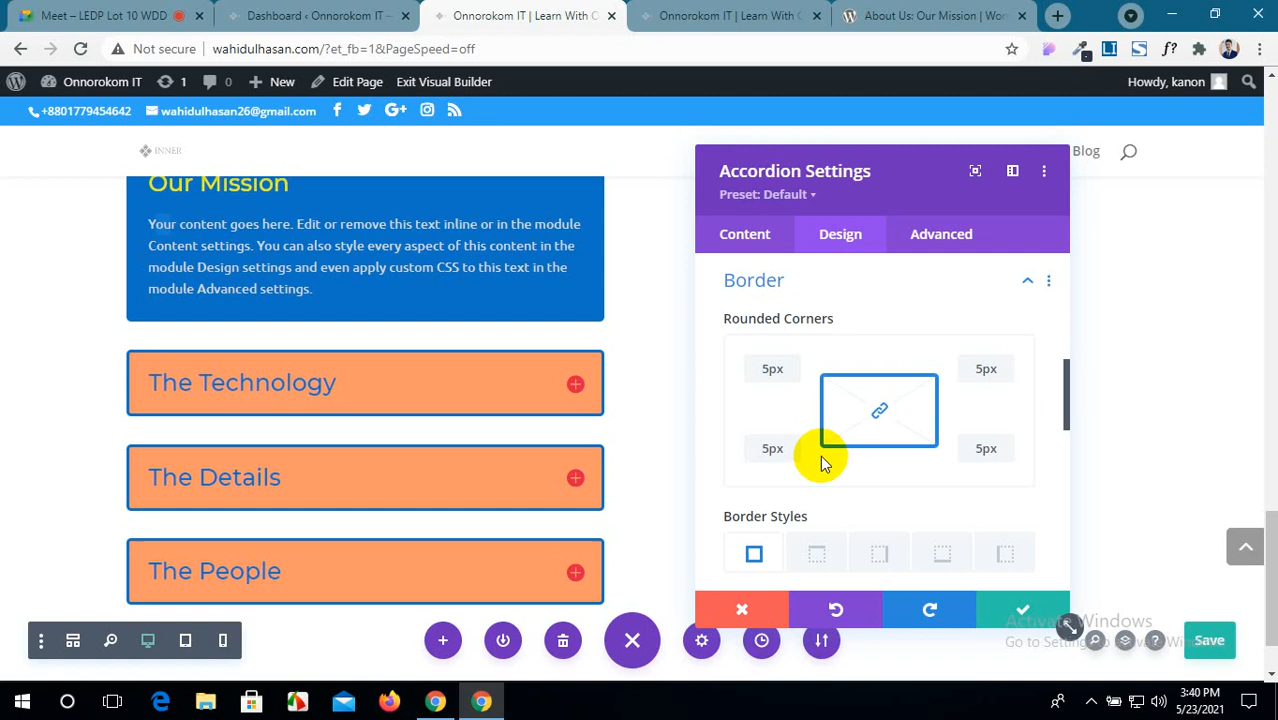 Meet – LEDP Lot 10 WDD
Dashboard ‹ Onnorokom IT —
Onnorokom IT | Learn With O
Onnorokom IT | Learn With O
About Us: Our Mission | Wor
Not secure
wahidulhasan.com/?et_fb=1&PageSpeed=off
f?
Onnorokom IT
1
0
New
Edit Page
Exit Visual Builder
Howdy, kanon
+8801779454642
wahidulhasan26@gmail.com
INNER
Blog
Our Mission
Your content goes here. Edit or remove this text inline or in the module
Content settings. You can also style every aspect of this content in the
module Design settings and even apply custom CSS to this text in the
module Advanced settings.
The Technology
The Details
The People
Accordion Settings
Preset: Default
Content
Design
Advanced
Border
Rounded Corners
5px
5px
5px
5px
Border Styles
Activate Windows
Go to Settings to activate Windows.
?
Save
3:40 PM
5/23/2021